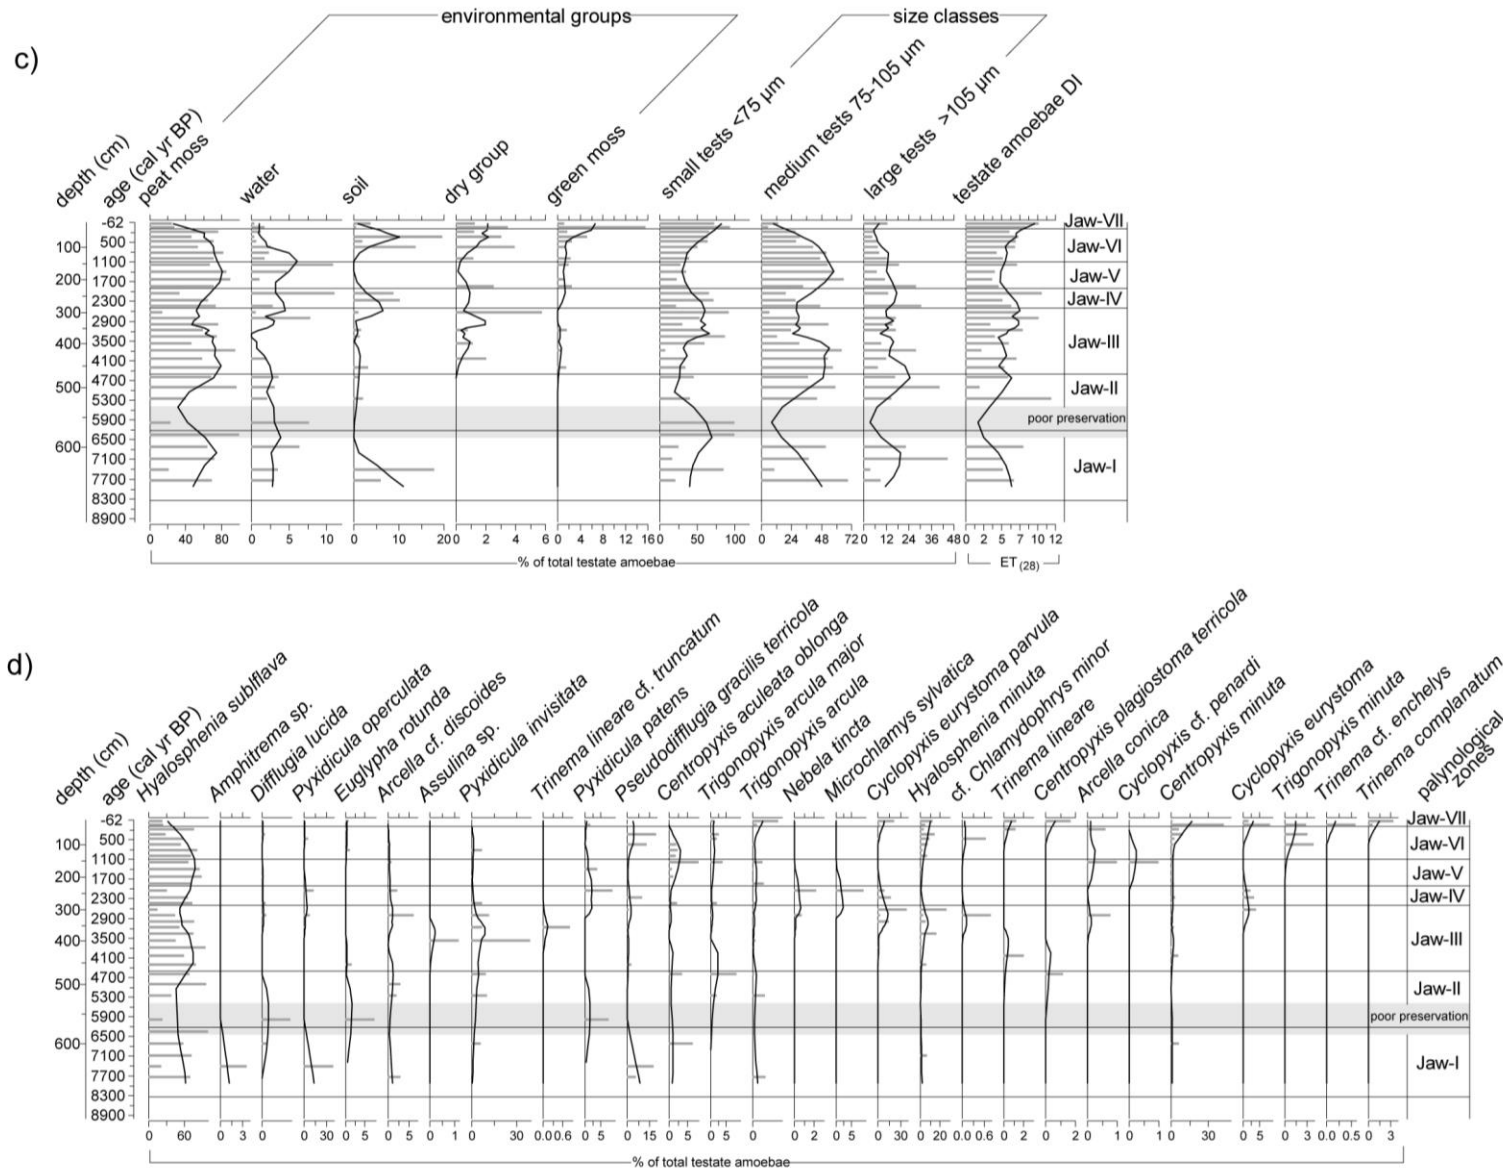 c)
environmental groups
size classes
depth (cm)
age (cal yr BP)
peat moss
water
soil
dry group
green moss
small tests <75 µm
medium tests 75-105 µm
large tests >105 µm
testate amoebae DI
-62
500
1100
1700
2300
2900
3500
4100
4700
5300
5900
6500
7100
7700
8300
8900
100
200
300
400
500
600
Jaw-VII
Jaw-VI
Jaw-V
Jaw-IV
Jaw-III
Jaw-II
poor preservation
Jaw-I
0 40 80 0 5 10 0 10 20 0 2 4 6 0 4 8 12 16 0 50 100 0 24 48 72 0 12 24 36 48 0 2 5 7 10 12
% of total testate amoebae
ET (28)
d)
depth (cm)
age (cal yr BP)
Hyalosphenia sublflava
Amphitrema sp.
Difflugia lucida
Pyxidicula operculata
Euglypha rotunda
Arcella cf. discoides
Assulina sp.
Pyxidicula invisitata
Trinema lineare cf. truncatum
Pyxidicula patens
Pseudodifflugia gracilis terricola
Centropyxis aculeata oblonga
Trigonopyxis arcula major
Trigonopyxis arcula
Nebela tincta
Microchlamys sylvatica
Cyclopyxis eurystoma parvula
Hyalosphenia minuta
cf. Chlamydophrys minor
Trinema lineare
Centropyxis plagiostoma terricola
Arcella conica
Cyclopyxis cf. penardi
Centropyxis minuta
Cyclopyxis eurystoma
Trigonopyxis minuta
Trinema cf. enchelys
Trinema complanatum
palynological
zones
-62
500
1100
1700
2300
2900
3500
4100
4700
5300
5900
6500
7100
7700
8300
8900
100
200
300
400
500
600
Jaw-VII
Jaw-VI
Jaw-V
Jaw-IV
Jaw-III
Jaw-II
poor preservation
Jaw-I
0 60 0 3 0 0 30 0 5 0 5 0 1 0 30 0.0 0.6 0 5 0 15 0 5 0 5 0 0 2 0 5 0 30 0 20 0.0 0.6 0 2 0 2 0 1 0 1 0 30 0 5 0 3 0.0 0.5 0 3
% of total testate amoebae